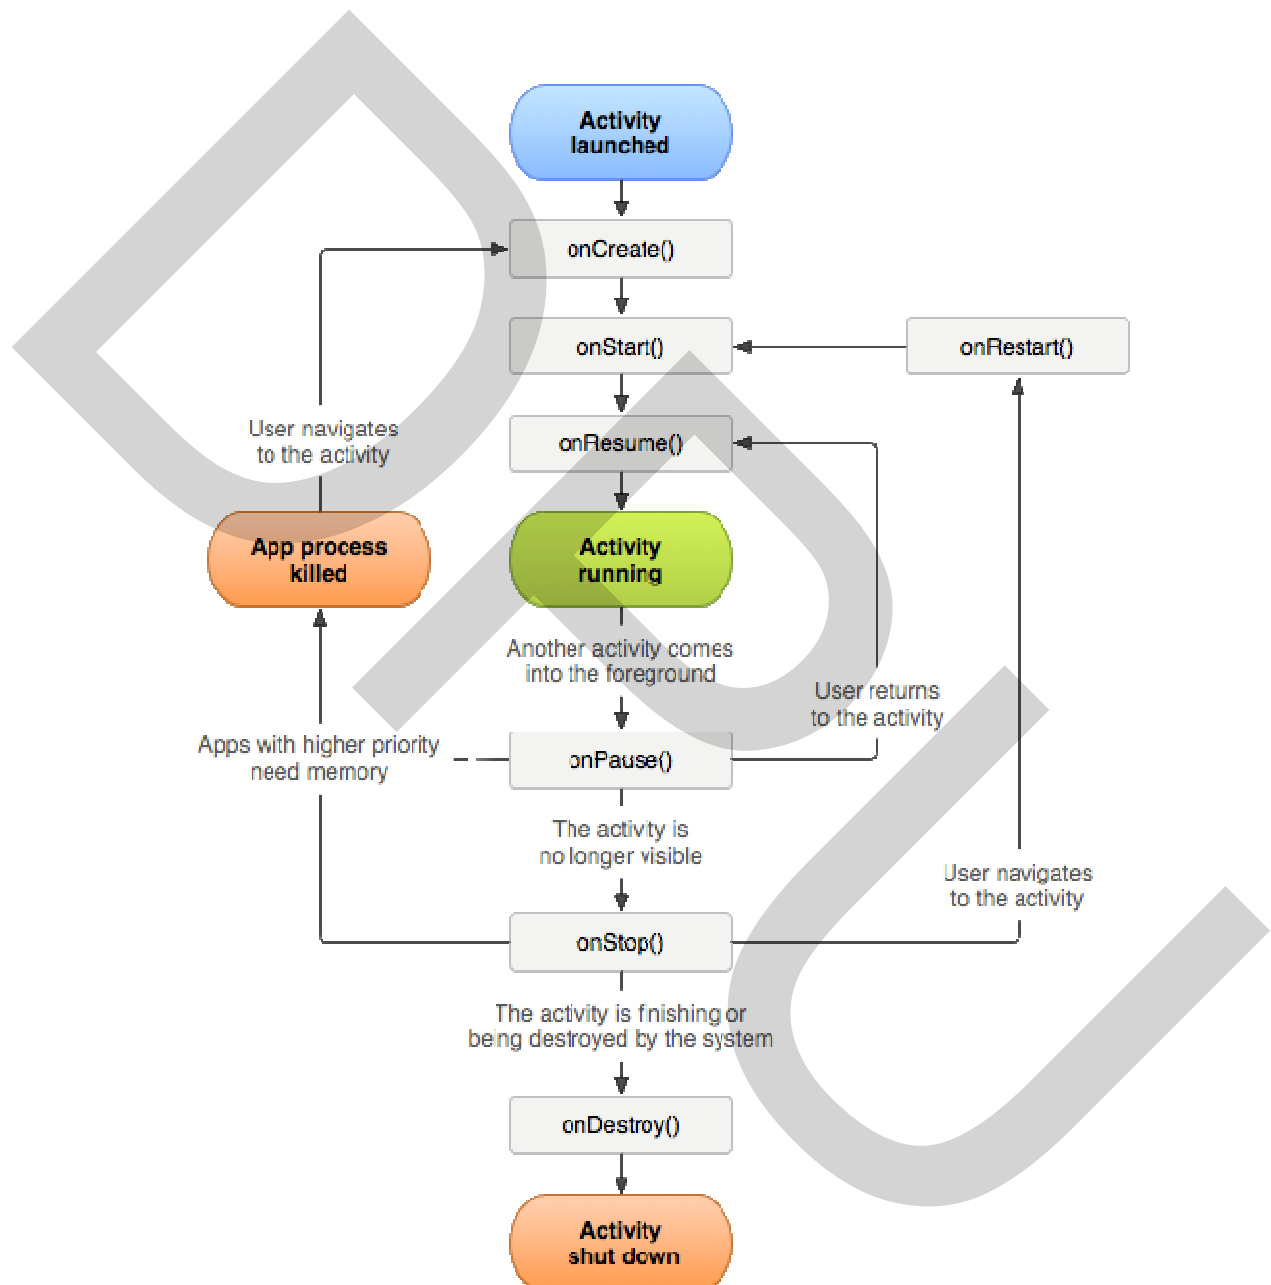 Activity
launched
onCreate()
onStart()
onRestart()
onResume()
User navigates
to the activity
App process
killed
Activity
running
Another activity comes
into the foreground
User returns
to the activity
Apps with higher priority
need memory
onPause()
The activity is
no longer visible
User navigates
to the activity
onStop()
The activity is finishing or
being destroyed by the system
onDestroy()
Activity
shut down
DPU